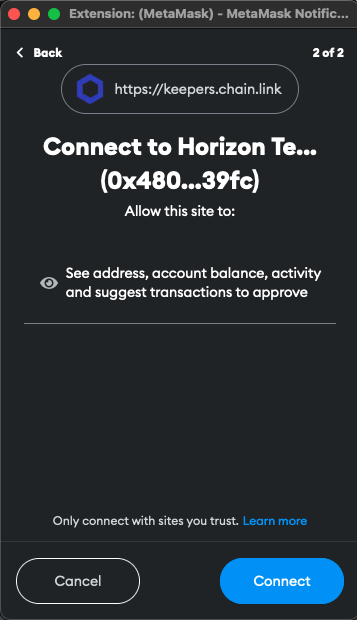 Extension: (MetaMask) - MetaMask Notific...
Back
2 of 2
https://keepers.chain.link
Connect to Horizon Te...
(0x480...39fc)
Allow this site to:
See address, account balance, activity
and suggest transactions to approve
Only connect with sites you trust. Learn more
Cancel
Connect